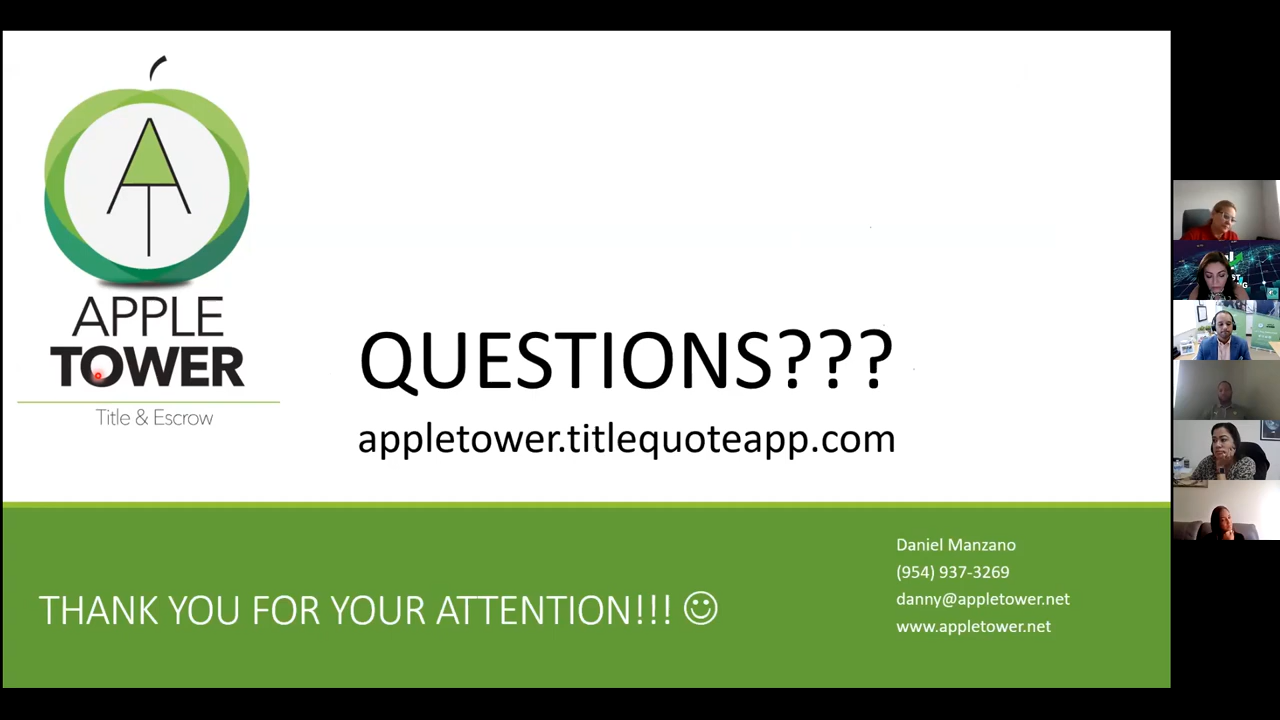 AT
APPLE
TOWER
Title & Escrow
QUESTIONS???
appletower.titlequoteapp.com
THANK YOU FOR YOUR ATTENTION!!! ☺
Daniel Manzano
(954) 937-3269
danny@appletower.net
www.appletower.net